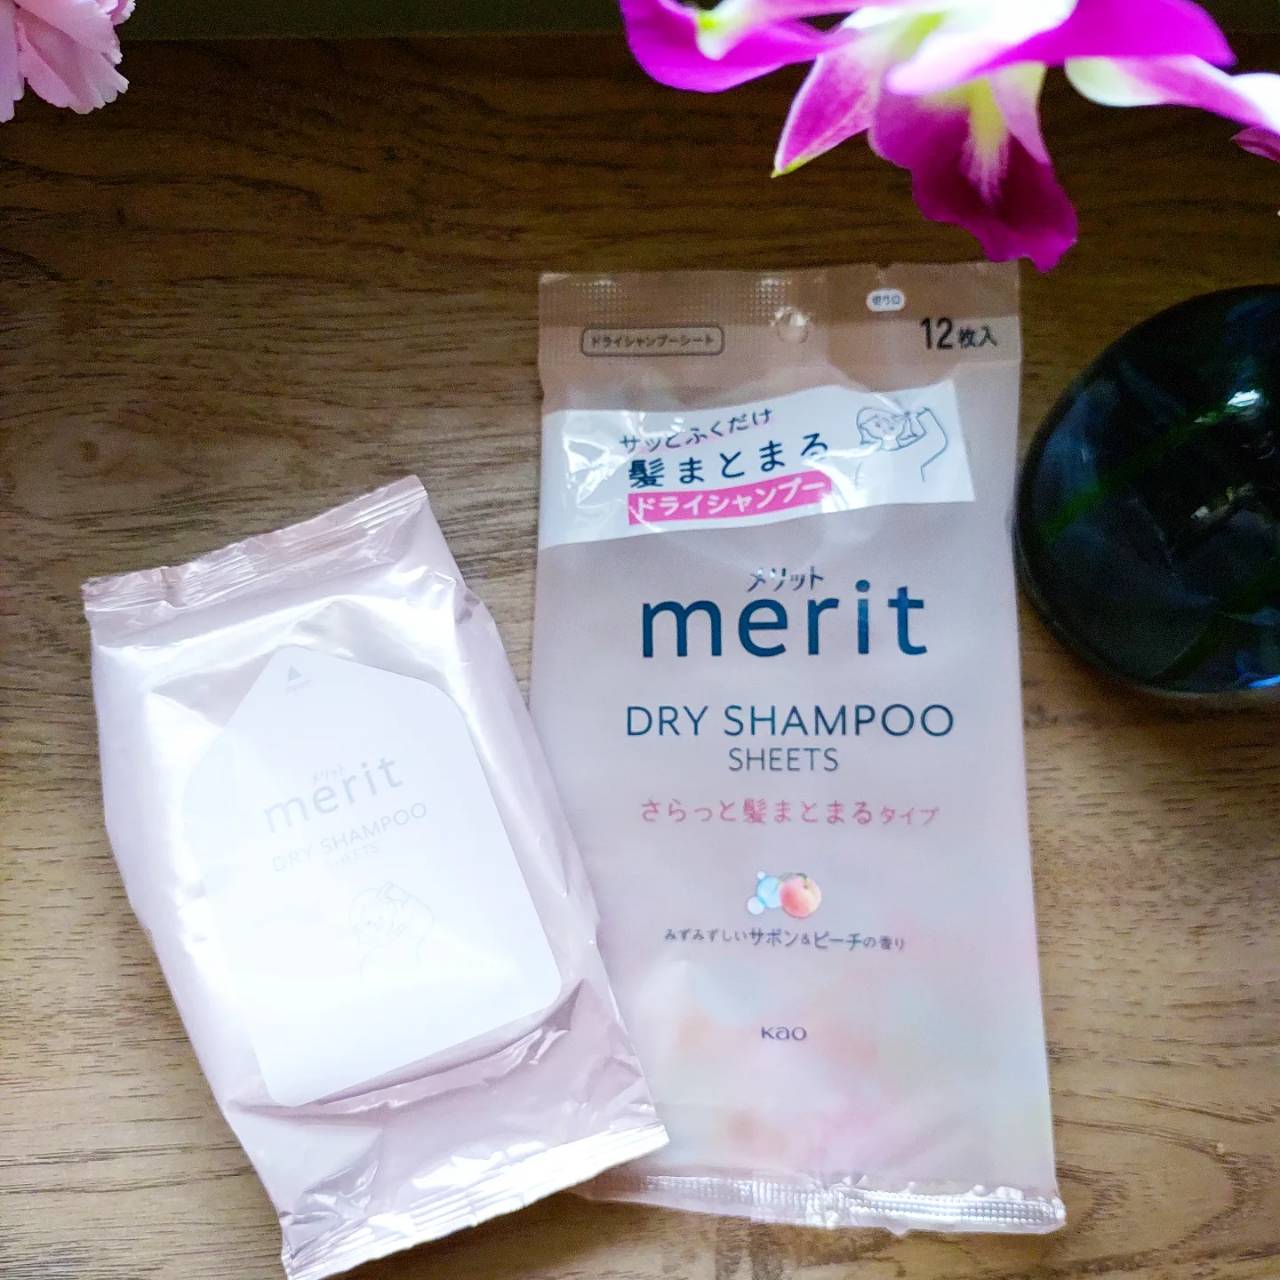 切り口
ドライシャンプーシート
12枚入
サッとふくだけ
髪まとまる
ドライシャンプー
メリット
merit
DRY SHAMPOO
SHEETS
さらっと髪まとまるタイプ
みずみずしいサボン&ピーチの香り
Kao
メリット
merit
DRY SHAMPOO
SHEETS